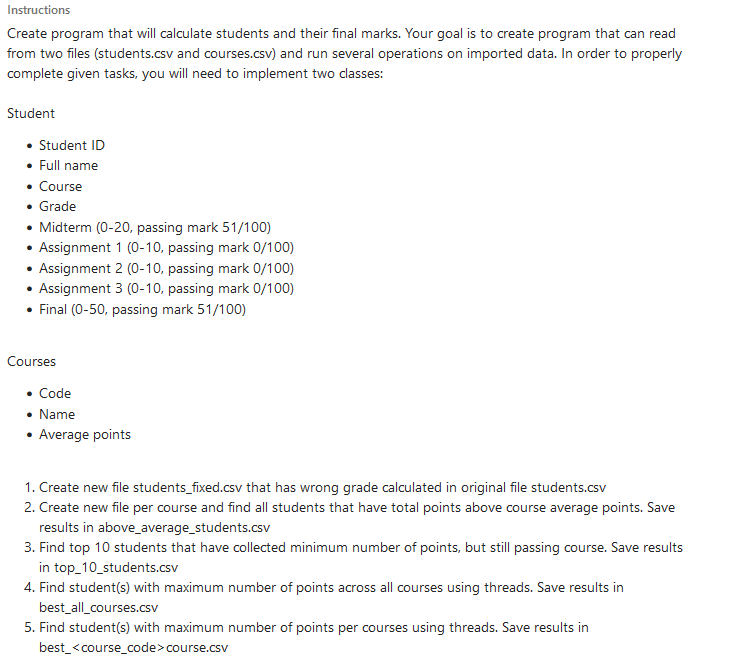 Instructions
Create program that will calculate students and their final marks. Your goal is to create program that can read
from two files (students.csv and courses.csv) and run several operations on imported data. In order to properly
complete given tasks, you will need to implement two classes:
Student
• Student ID
• Full name
• Course
• Grade
• Midterm (0-20, passing mark 51/100)
• Assignment 1 (0-10, passing mark 0/100)
• Assignment 2 (0-10, passing mark 0/100)
• Assignment 3 (0-10, passing mark 0/100)
• Final (0-50, passing mark 51/100)
Courses
• Code
• Name
• Average points
1. Create new file students_fixed.csv that has wrong grade calculated in original file students.csv
2. Create new file per course and find all students that have total points above course average points. Save
results in above_average_students.csv
3. Find top 10 students that have collected minimum number of points, but still passing course. Save results
in top_10_students.csv
4. Find student(s) with maximum number of points across all courses using threads. Save results in
best_all_courses.csv
5. Find student(s) with maximum number of points per courses using threads. Save results in
best_<course_code>course.csv